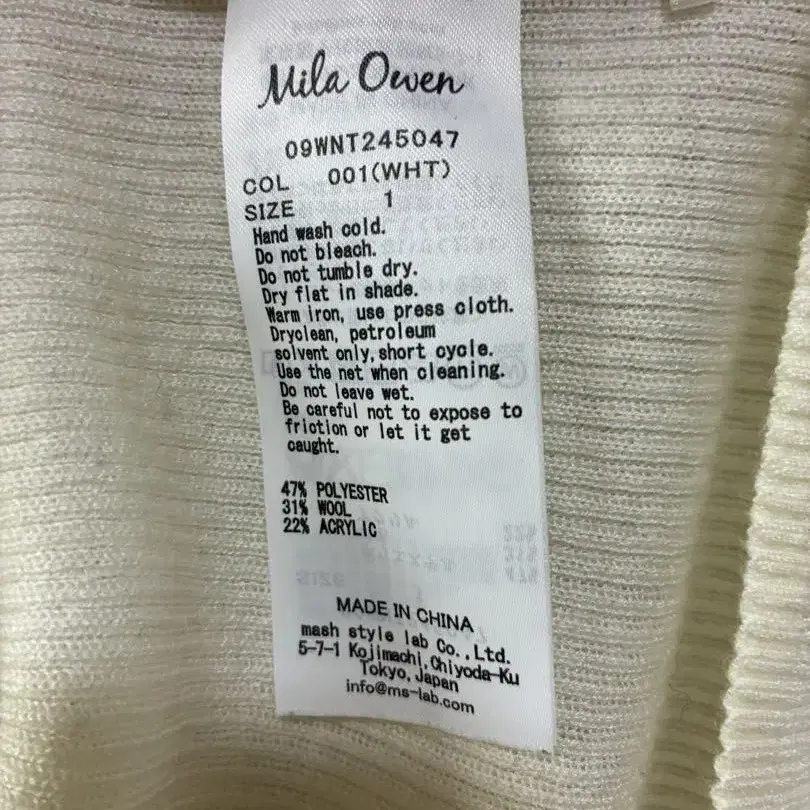 Mila Owen
09WNT245047
COL 001(WHT)
SIZE 1
Hand wash cold.
Do not bleach.
Do not tumble dry.
Dry flat in shade.
Warm iron, use press cloth.
Dryclean, petroleum
solvent only, short cycle.
Use the net when cleaning.
Do not leave wet.
Be careful not to expose to
friction or let it get
caught.
47% POLYESTER
31% WOOL
22% ACRYLIC
MADE IN CHINA
mash style lab Co.,Ltd.
5-7-1 Kojimachi,Chiyoda-Ku
Tokyo,Japan
info@ms-lab.com